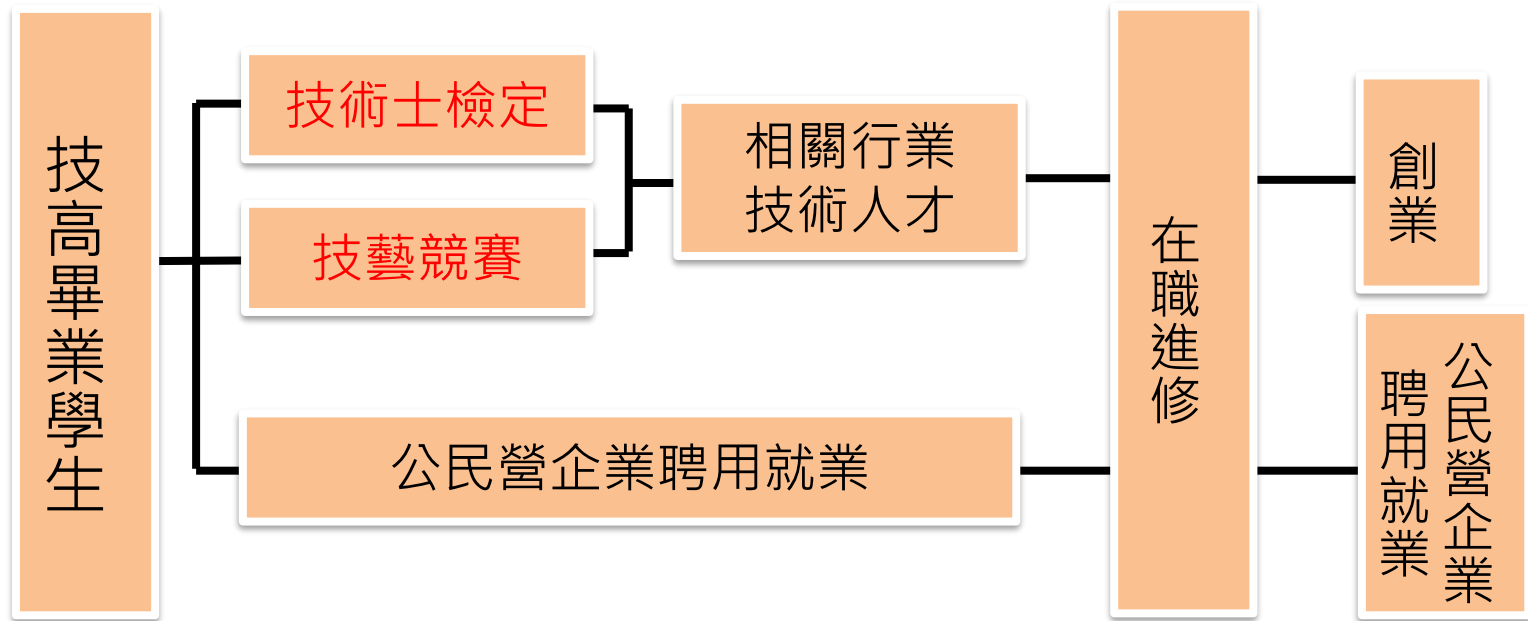 技高畢業學生
技術士檢定
技藝競賽
相關行業
技術人才
公民營企業聘用就業
在職進修
創業
公民營企業
聘用就業